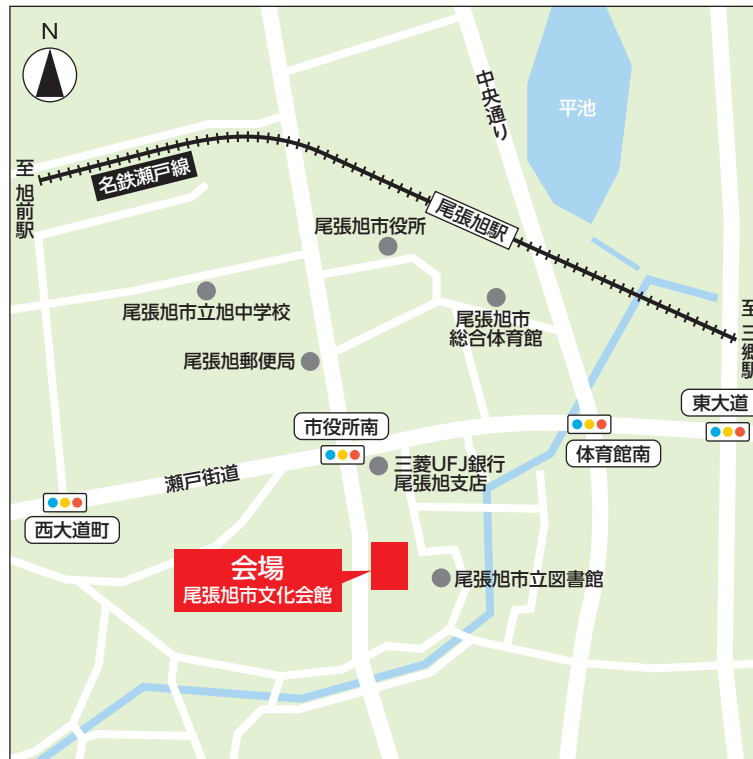 N
中央通り
平池
名鉄瀬戸線
至 旭前駅
尾張旭駅
尾張旭市役所
尾張旭市立旭中学校
尾張旭市
総合体育館
至 三郷駅
尾張旭郵便局
東大道
市役所南
体育館南
三菱UFJ銀行
尾張旭支店
瀬戸街道
西大道町
会場
尾張旭市文化会館
尾張旭市立図書館